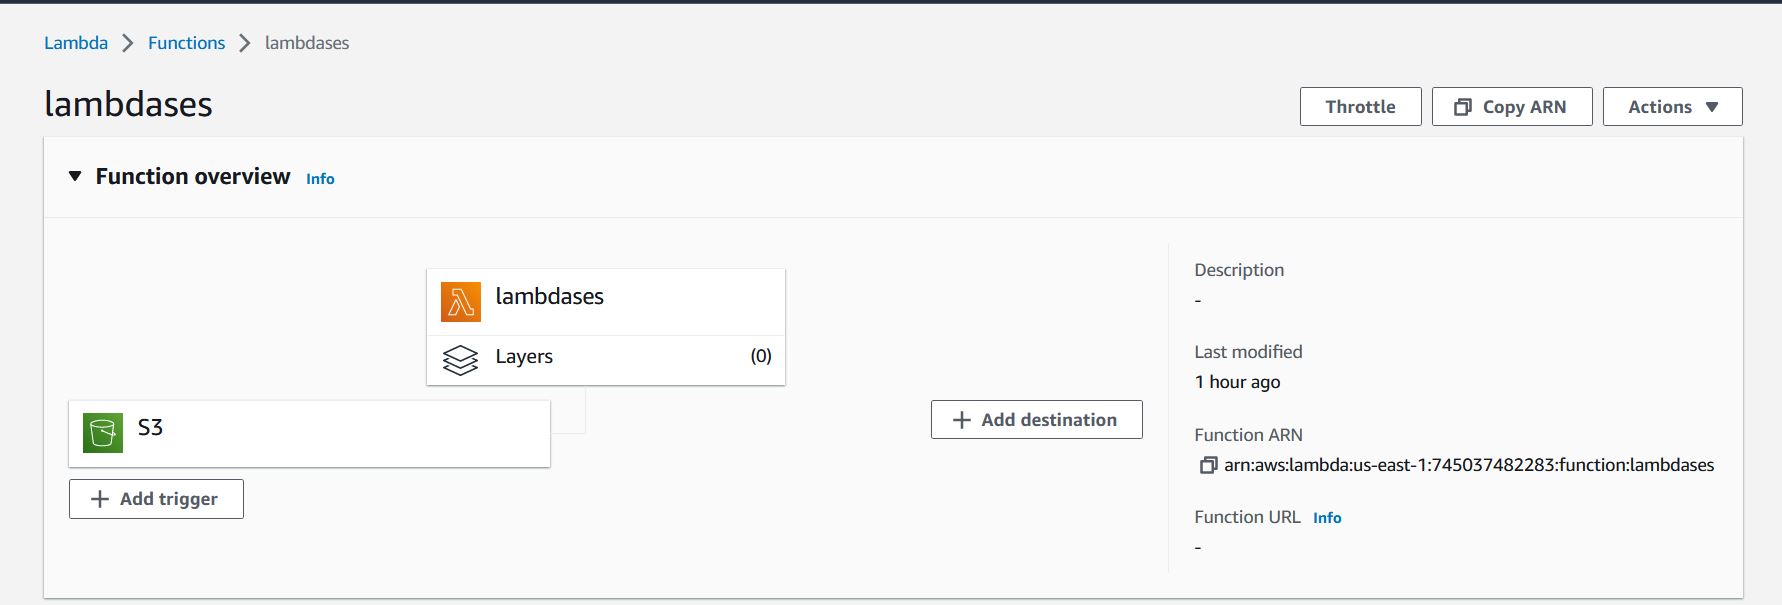 Lambda > Functions > lambdases
lambdases
Throttle
Copy ARN
Actions
Function overview Info
lambdases
Layers (0)
S3
+ Add trigger
+ Add destination
Description
-
Last modified
1 hour ago
Function ARN
arn:aws:lambda:us-east-1:745037482283:function:lambdases
Function URL Info
-